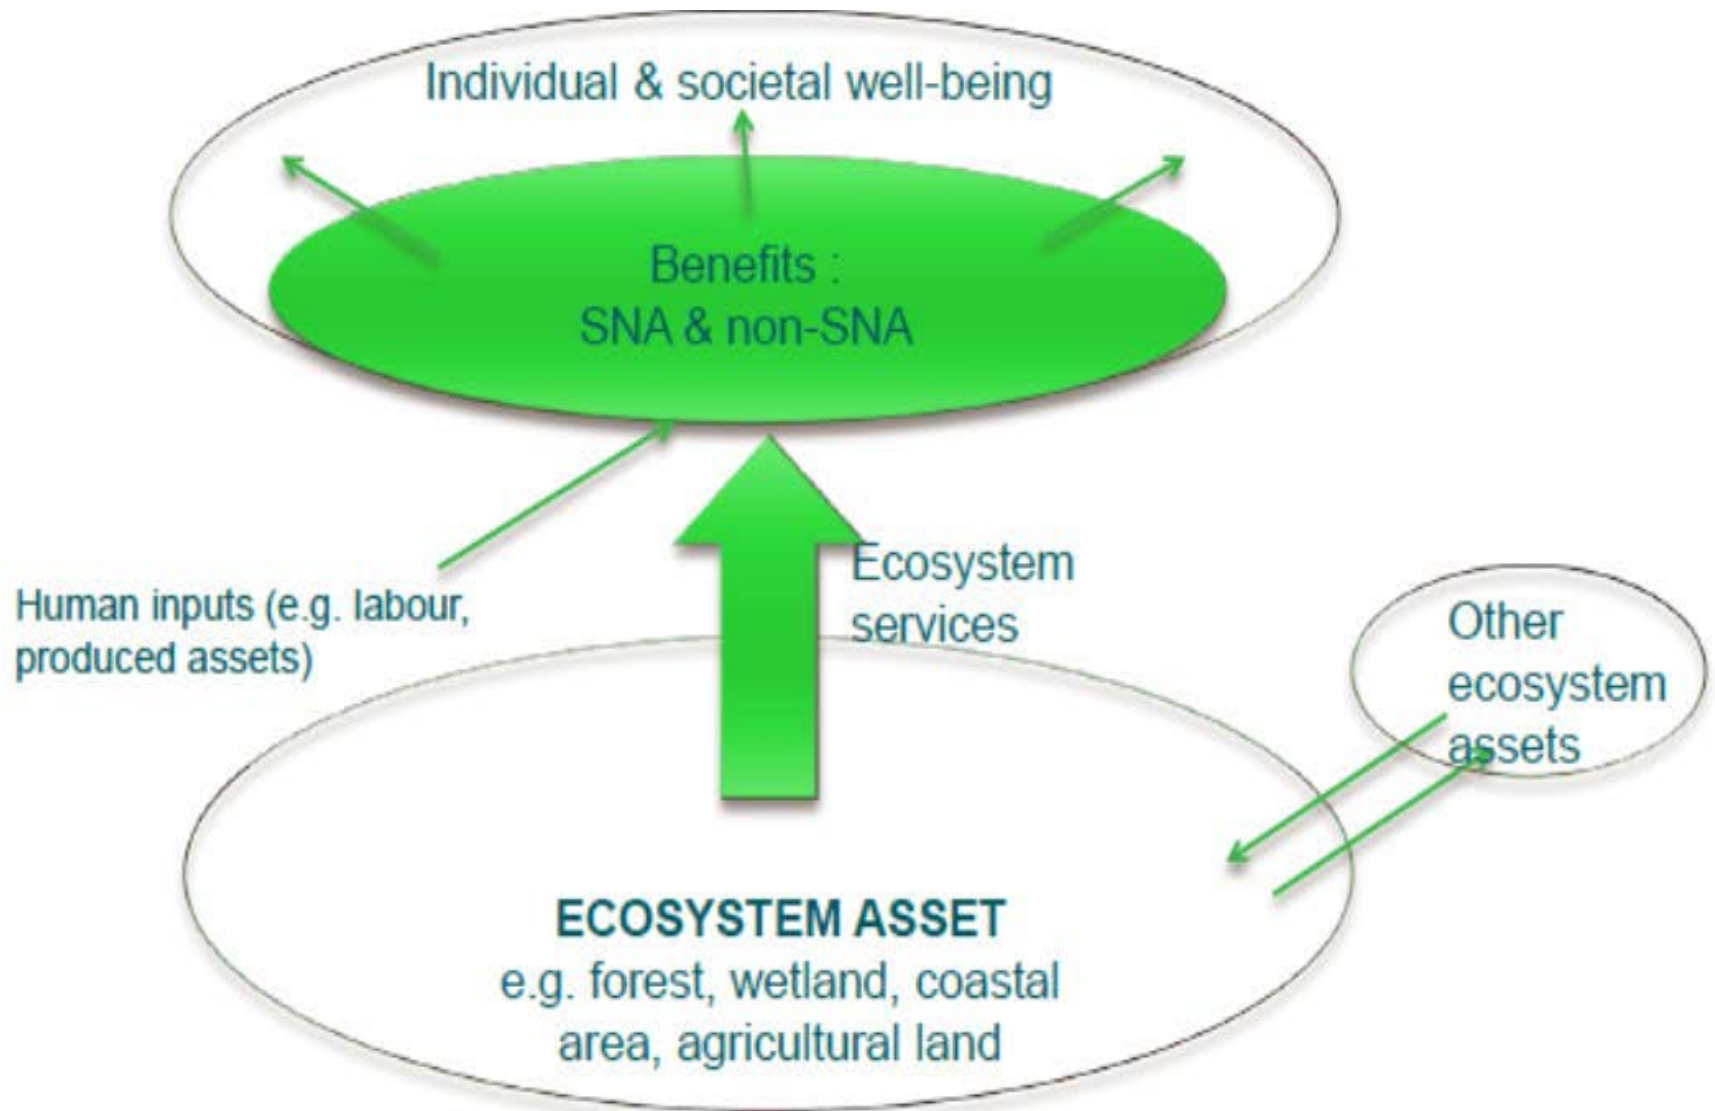 Individual & societal well-being
Benefits :
SNA & non-SNA
Ecosystem
services
Human inputs (e.g. labour,
produced assets)
Other
ecosystem
assets
ECOSYSTEM ASSET
e.g. forest, wetland, coastal
area, agricultural land